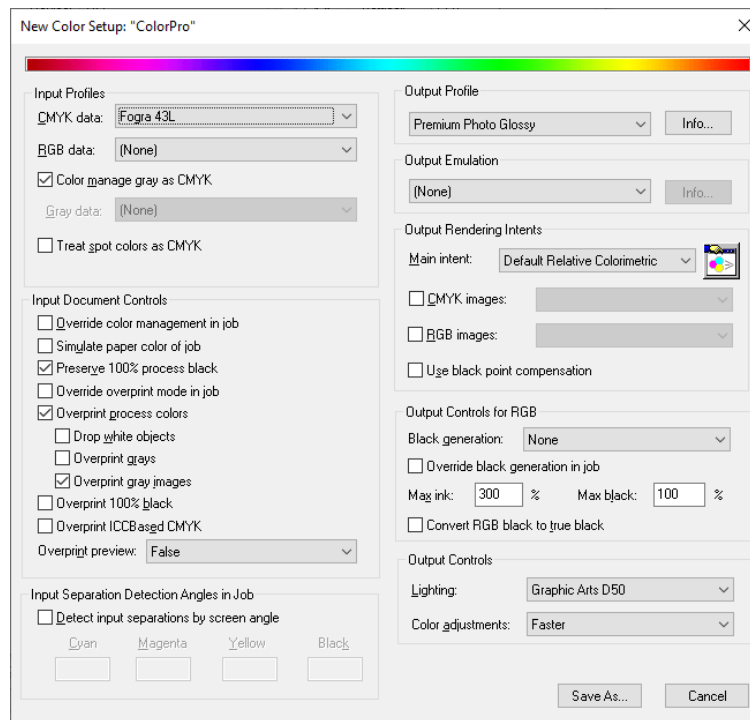 New Color Setup: "ColorPro"
Input Profiles
CMYK data: Fogra 43L
RGB data: (None)
Color manage gray as CMYK
Gray data: (None)
Treat spot colors as CMYK
Input Document Controls
Override color management in job
Simulate paper color of job
Preserve 100% process black
Override overprint mode in job
Overprint process colors
Drop white objects
Overprint grays
Overprint gray images
Overprint 100% black
Overprint ICCBased CMYK
Overprint preview: False
Input Separation Detection Angles in Job
Detect input separations by screen angle
Cyan Magenta Yellow Black
Output Profile
Premium Photo Glossy Info...
Output Emulation
(None) Info...
Output Rendering Intents
Main intent: Default Relative Colorimetric
CMYK images:
RGB images:
Use black point compensation
Output Controls for RGB
Black generation: None
Override black generation in job
Max ink: 300 % Max black: 100 %
Convert RGB black to true black
Output Controls
Lighting: Graphic Arts D50
Color adjustments: Faster
Save As... Cancel